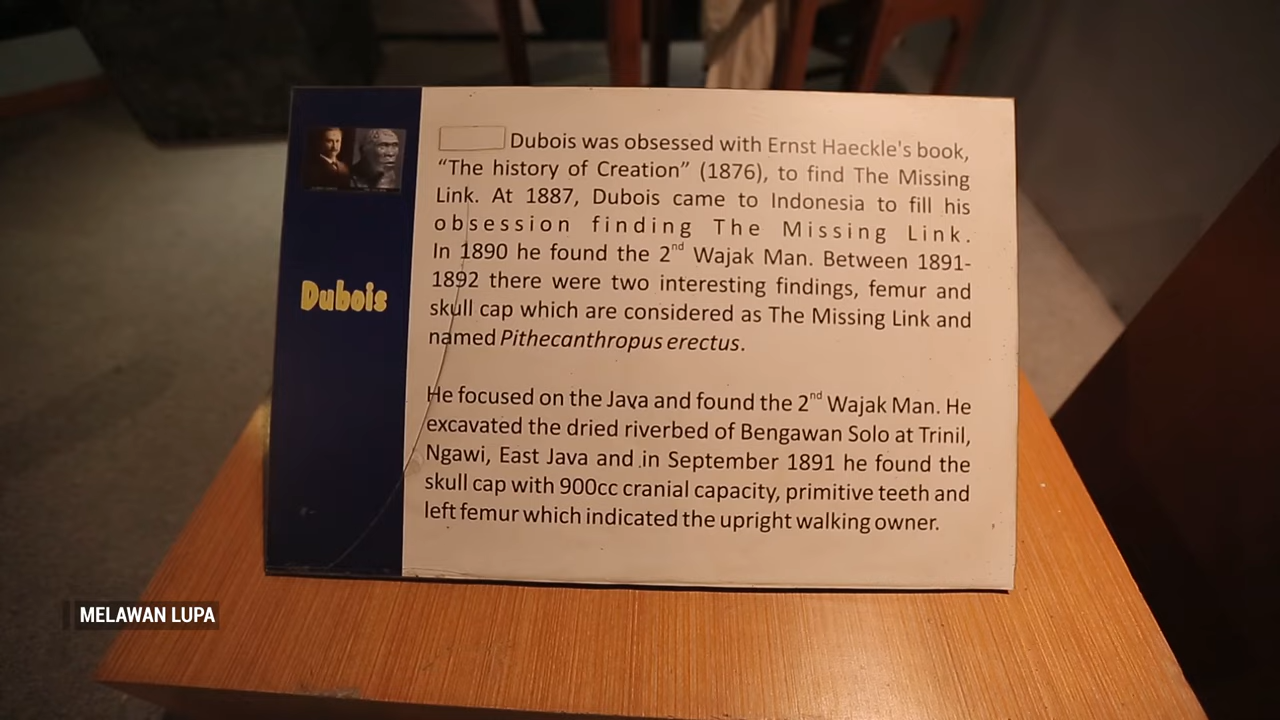 Dubois was obsessed with Ernst Haeckle's book,
“The history of Creation” (1876), to find The Missing
Link. At 1887, Dubois came to Indonesia to fill his
obsession finding The Missing Link.
In 1890 he found the 2nd Wajak Man. Between 1891-
1892 there were two interesting findings, femur and
skull cap which are considered as The Missing Link and
named Pithecanthropus erectus.
Dubois
He focused on the Java and found the 2nd Wajak Man. He
excavated the dried riverbed of Bengawan Solo at Trinil,
Ngawi, East Java and in September 1891 he found the
skull cap with 900cc cranial capacity, primitive teeth and
left femur which indicated the upright walking owner.
MELAWAN LUPA